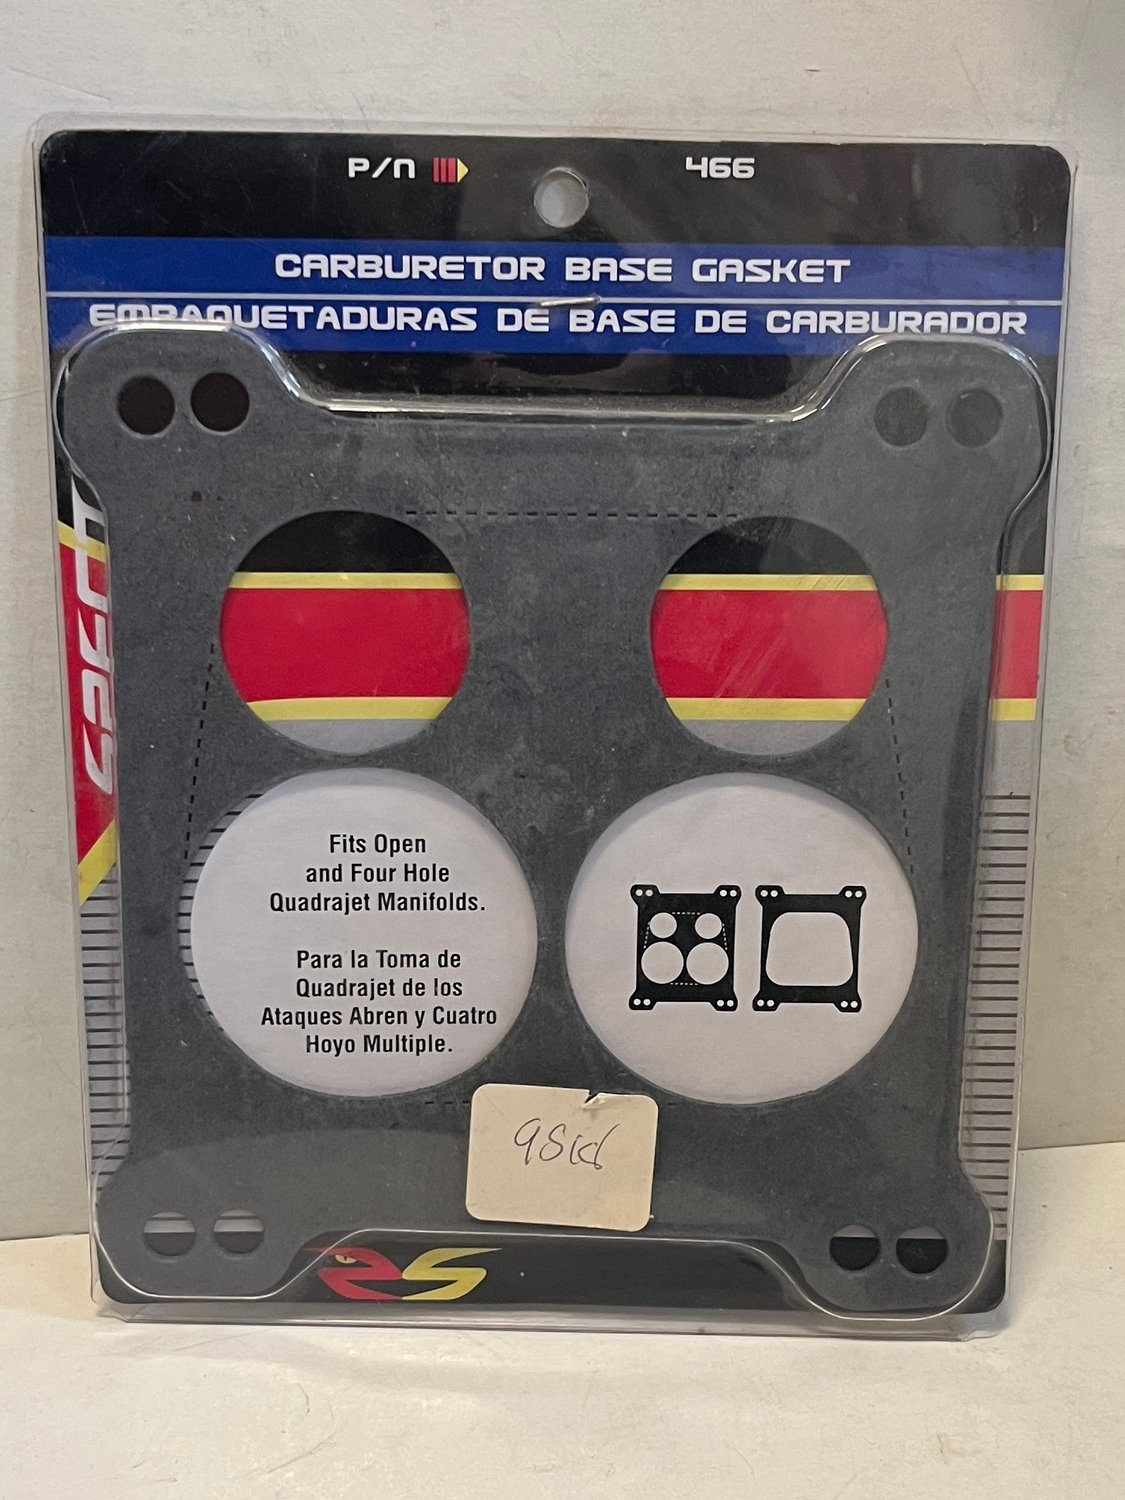 P/N 466
CARBURETOR BASE GASKET
EMPAQUETADURAS DE BASE DE CARBURADOR
Fits Open
and Four Hole
Quadrajet Manifolds.
Para la Toma de
Quadrajet de los
Ataques Abren y Cuatro
Hoyo Multiple.